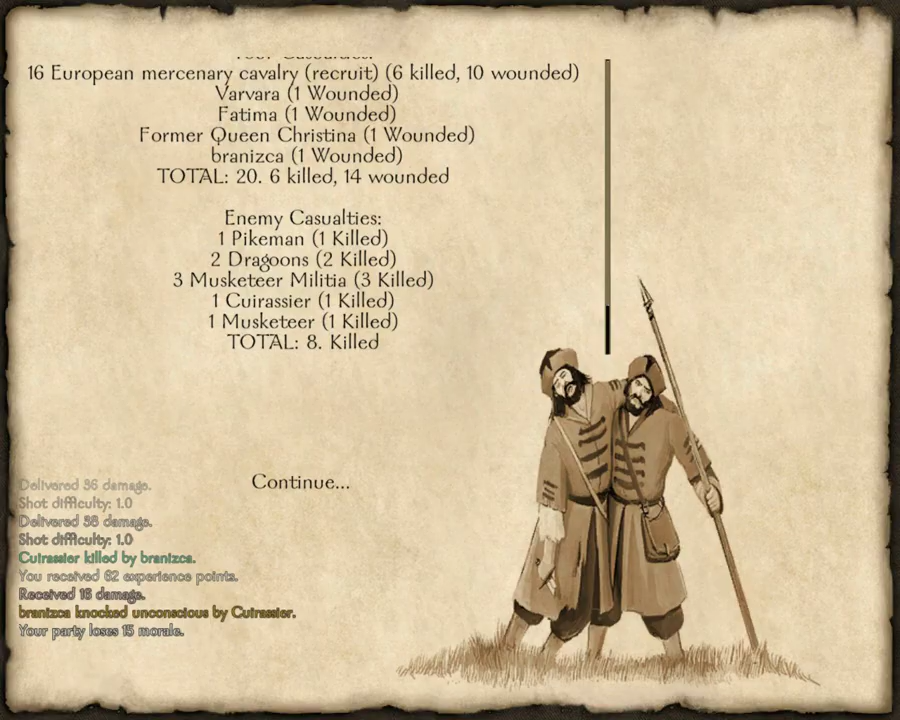 16 European mercenary cavalry (recruit) (6 killed, 10 wounded)
Varvara (1 Wounded)
Fatima (1 Wounded)
Former Queen Christina (1 Wounded)
branizca (1 Wounded)
TOTAL: 20. 6 killed, 14 wounded
Enemy Casualties:
1 Pikeman (1 Killed)
2 Dragoons (2 Killed)
3 Musketeer Militia (3 Killed)
1 Cuirassier (1 Killed)
1 Musketeer (1 Killed)
TOTAL: 8. Killed
Continue...
Delivered 36 damage.
Shot difficulty: 1.0
Delivered 38 damage.
Shot difficulty: 1.0
Cuirassier killed by branizca.
You received 62 experience points.
Received 16 damage.
branizca knocked unconscious by Cuirassier.
Your party loses 15 morale.